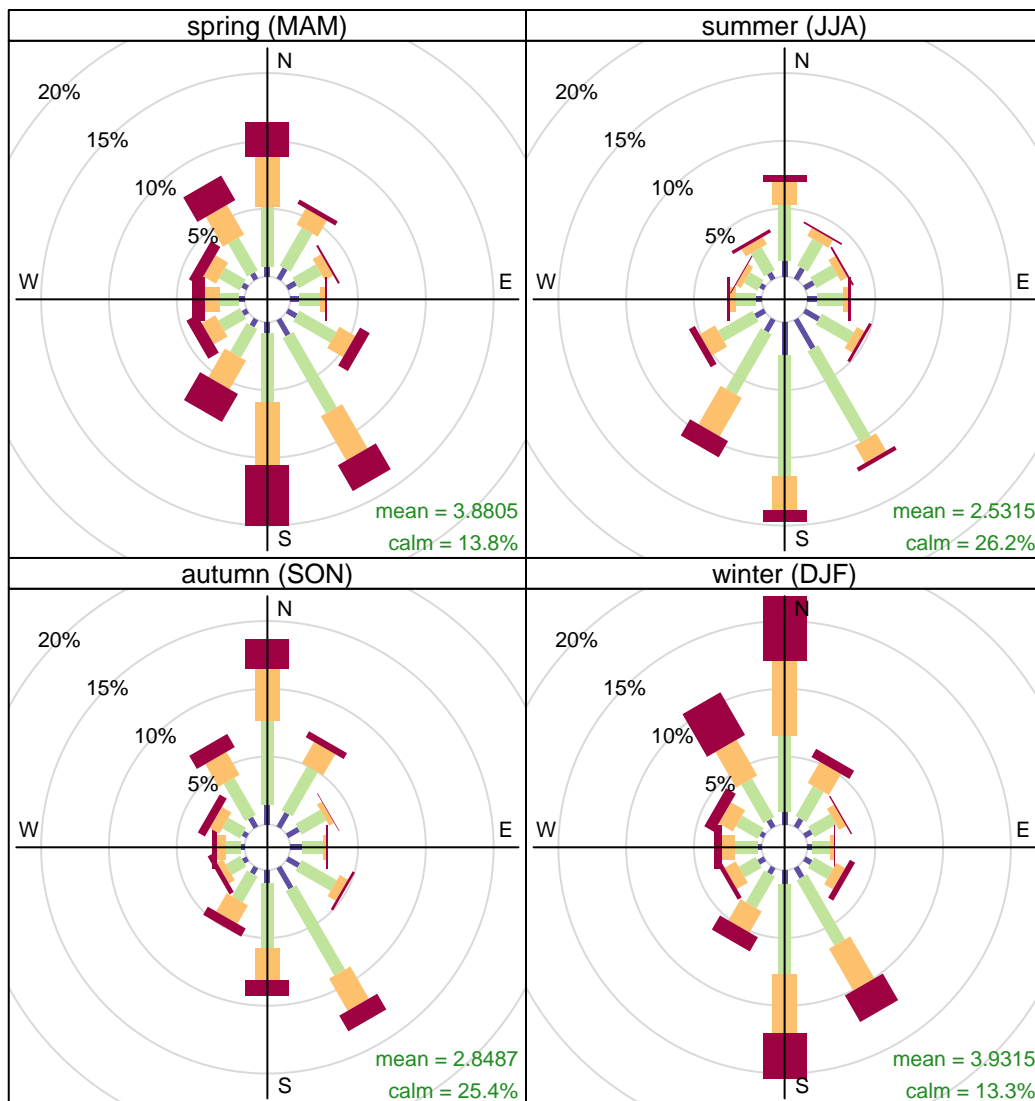 spring (MAM)
N
20%
15%
10%
5%
W
E
mean = 3.8805
S
calm = 13.8%
summer (JJA)
N
20%
15%
10%
5%
W
E
mean = 2.5315
S
calm = 26.2%
autumn (SON)
N
20%
15%
10%
5%
W
E
mean = 2.8487
S
calm = 25.4%
winter (DJF)
N
20%
15%
10%
5%
W
E
mean = 3.9315
S
calm = 13.3%